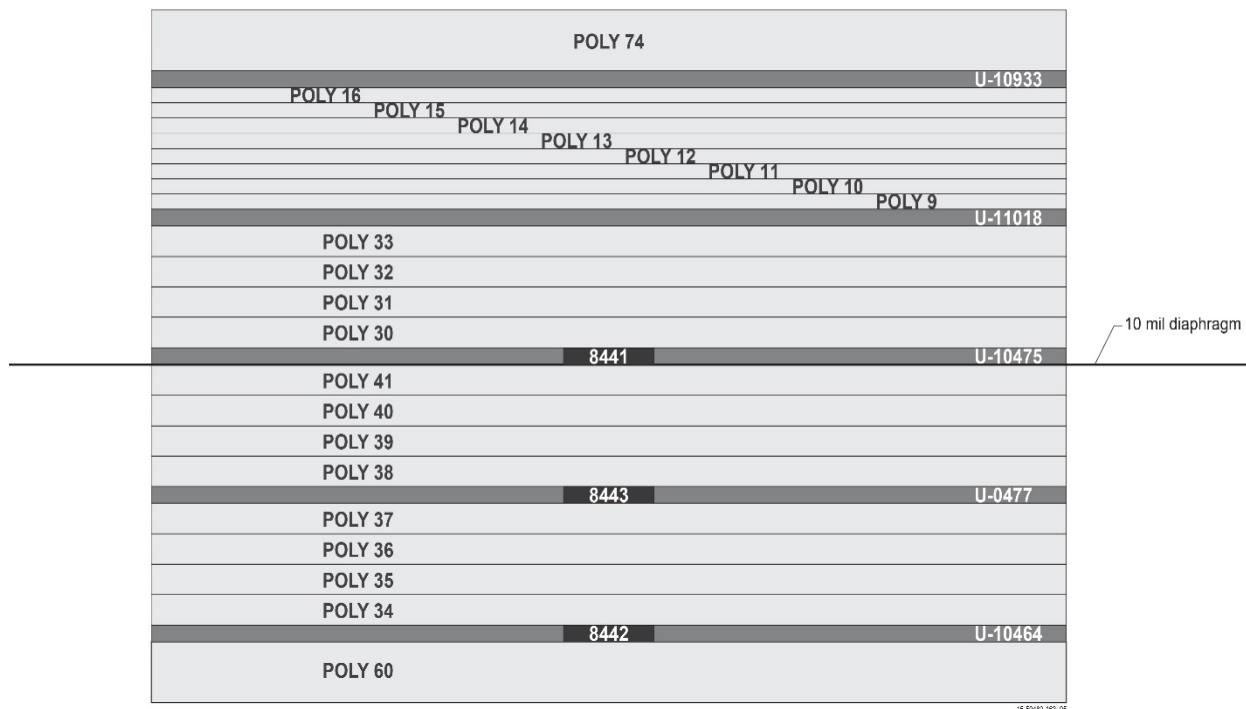 POLY 74
U-10933
POLY 16
POLY 15
POLY 14
POLY 13
POLY 12
POLY 11
POLY 10
POLY 9
U-11018
POLY 33
POLY 32
POLY 31
POLY 30
10 mil diaphragm
8441 U-10475
POLY 41
POLY 40
POLY 39
POLY 38
8443 U-0477
POLY 37
POLY 36
POLY 35
POLY 34
8442 U-10464
POLY 60